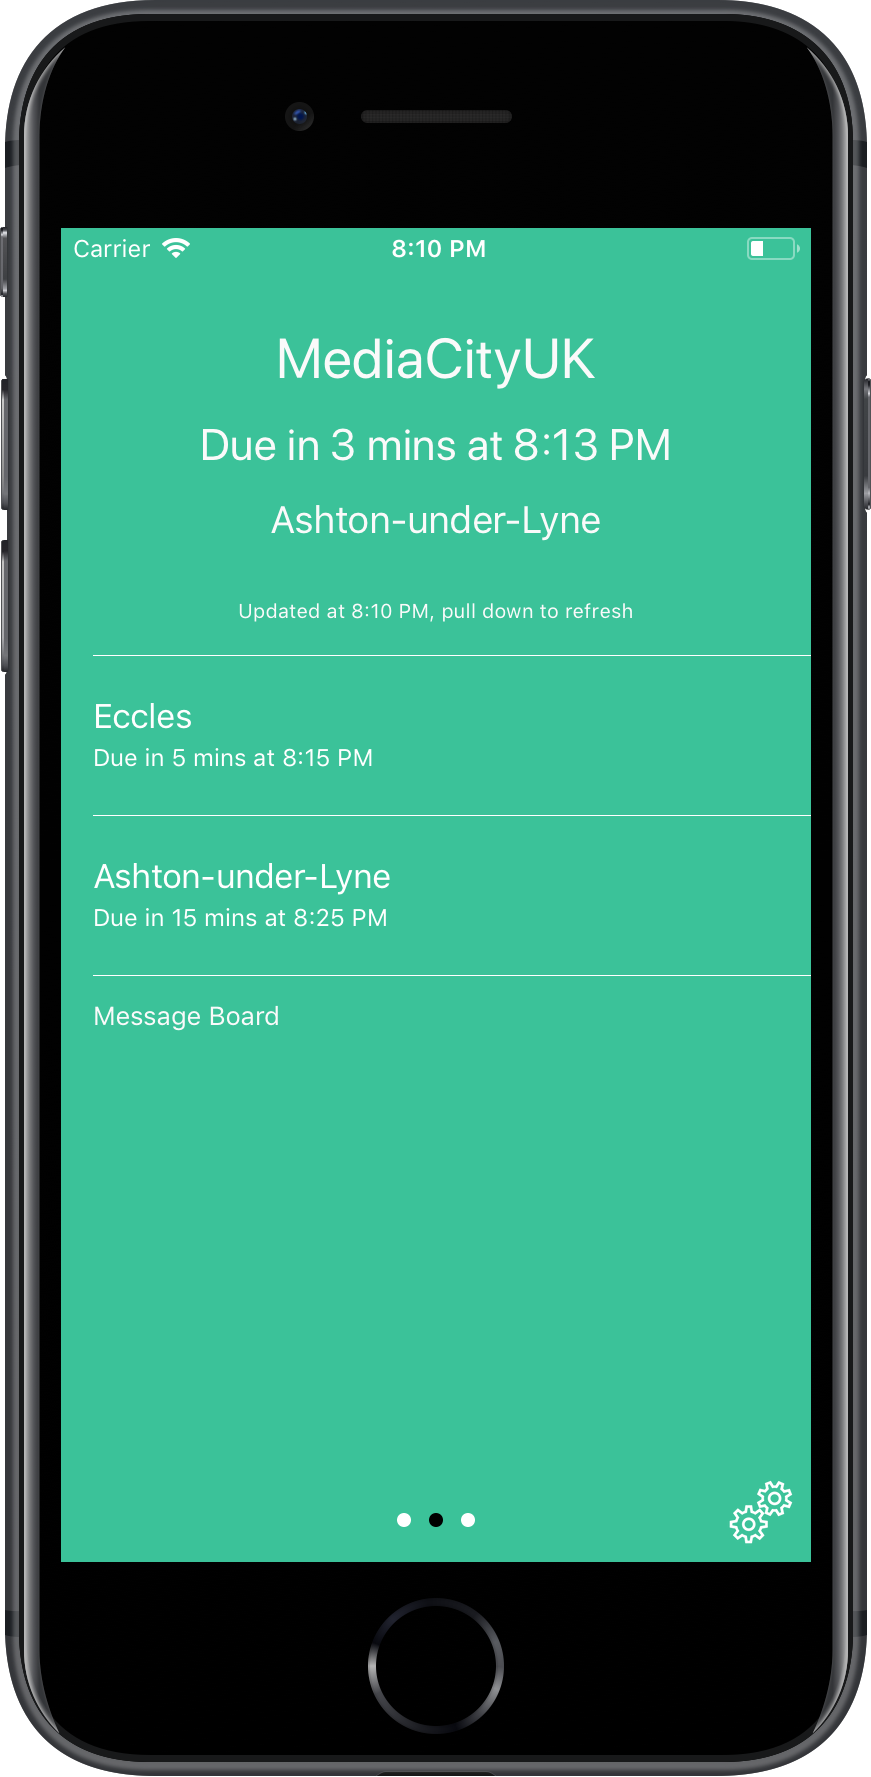 Carrier 8:10 PM
MediaCityUK
Due in 3 mins at 8:13 PM
Ashton-under-Lyne
Updated at 8:10 PM, pull down to refresh
Eccles
Due in 5 mins at 8:15 PM
Ashton-under-Lyne
Due in 15 mins at 8:25 PM
Message Board